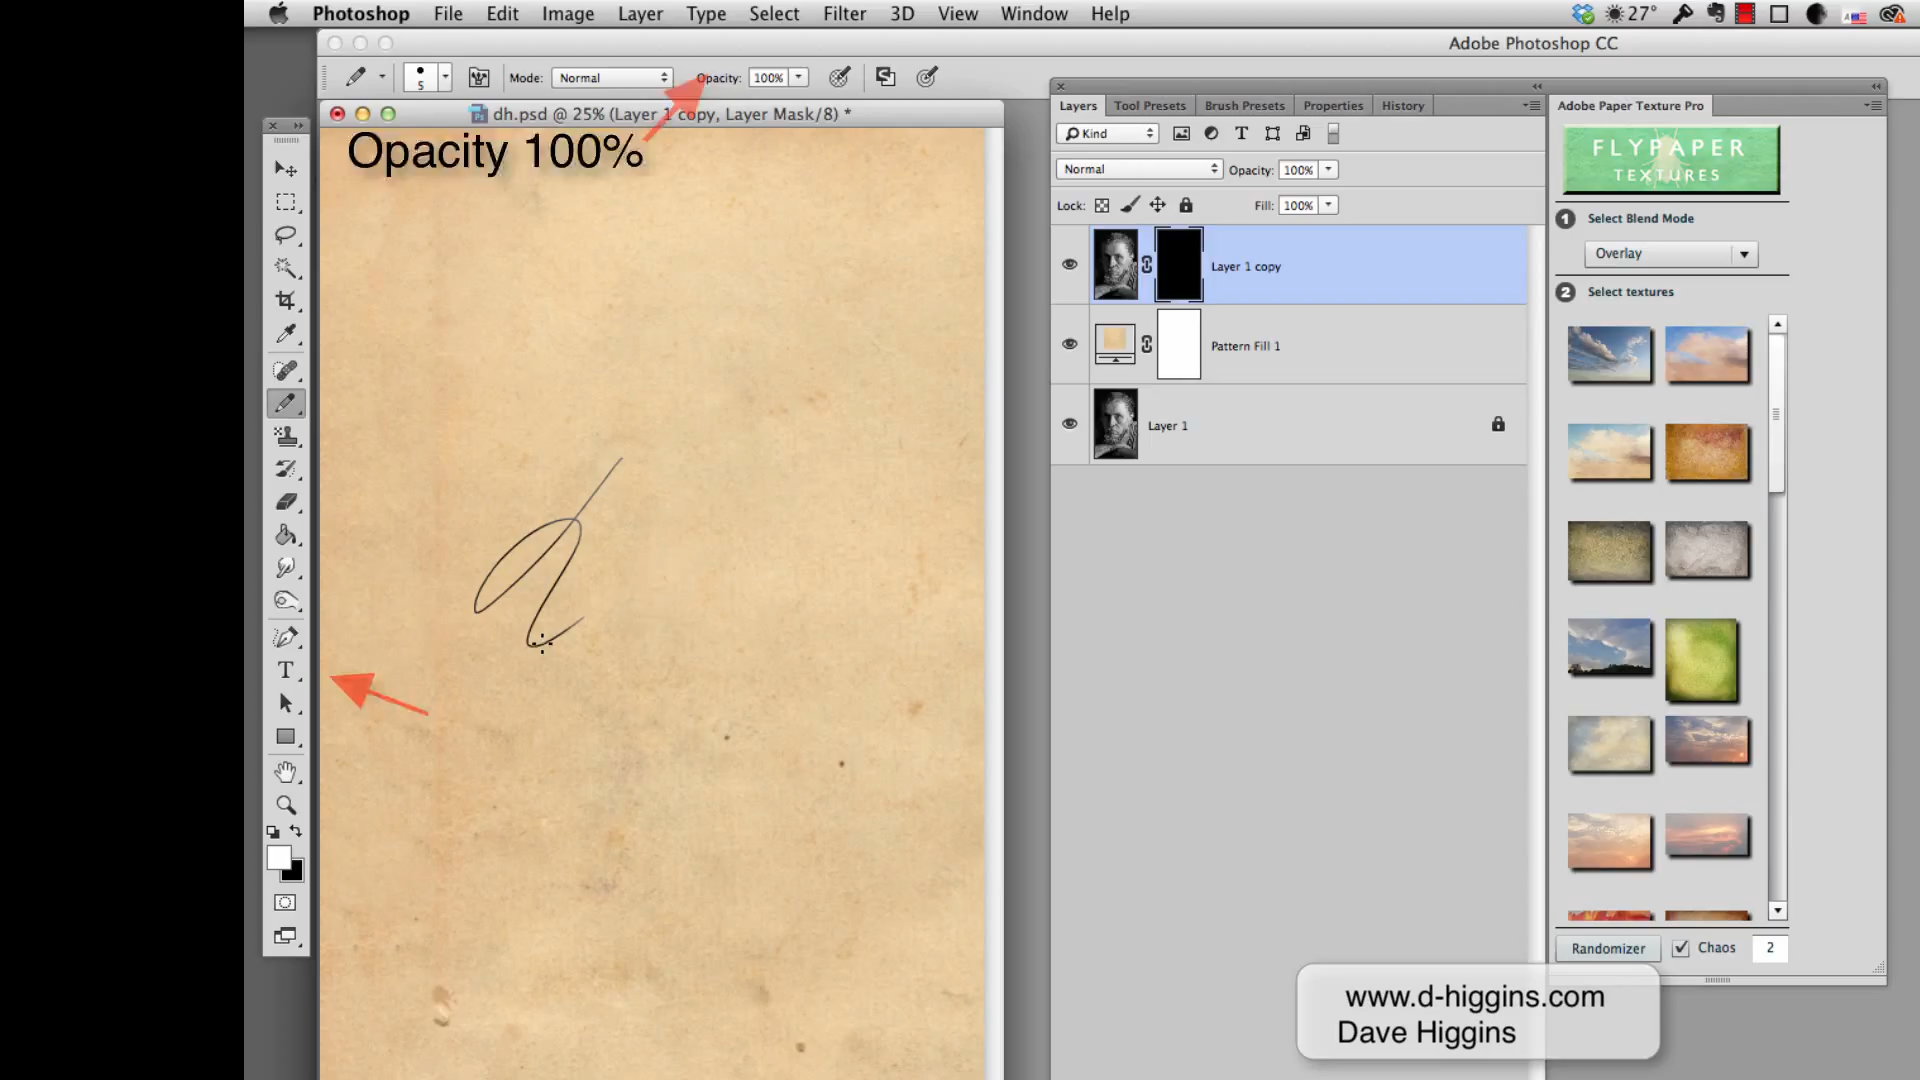 Photoshop File Edit Image Layer Type Select Filter 3D View Window Help 27°
Adobe Photoshop CC
5 Mode: Normal Opacity: 100%
dh.psd @ 25% (Layer 1 copy, Layer Mask/8) *
Opacity 100%
Layers Tool Presets Brush Presets Properties History
Kind
Normal Opacity: 100%
Lock: Fill: 100%
Layer 1 copy
Pattern Fill 1
Layer 1
Adobe Paper Texture Pro
FLYPAPER
TEXTURES
1 Select Blend Mode
Overlay
2 Select textures
Randomizer Chaos 2
www.d-higgins.com
Dave Higgins